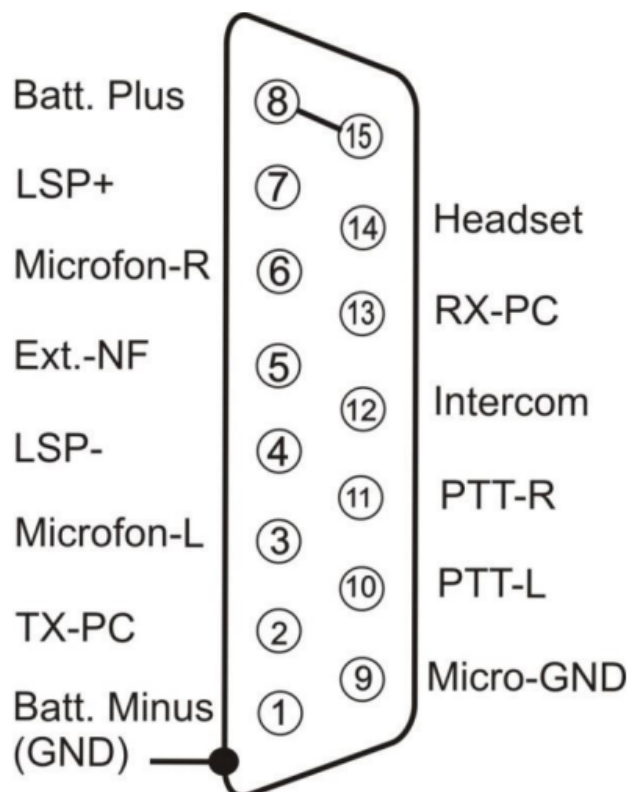 Batt. Plus
8
15
LSP+
7
14
Headset
Microfon-R
6
13
RX-PC
Ext.-NF
5
12
Intercom
LSP-
4
11
PTT-R
Microfon-L
3
10
PTT-L
TX-PC
2
9
Micro-GND
Batt. Minus
(GND)
1